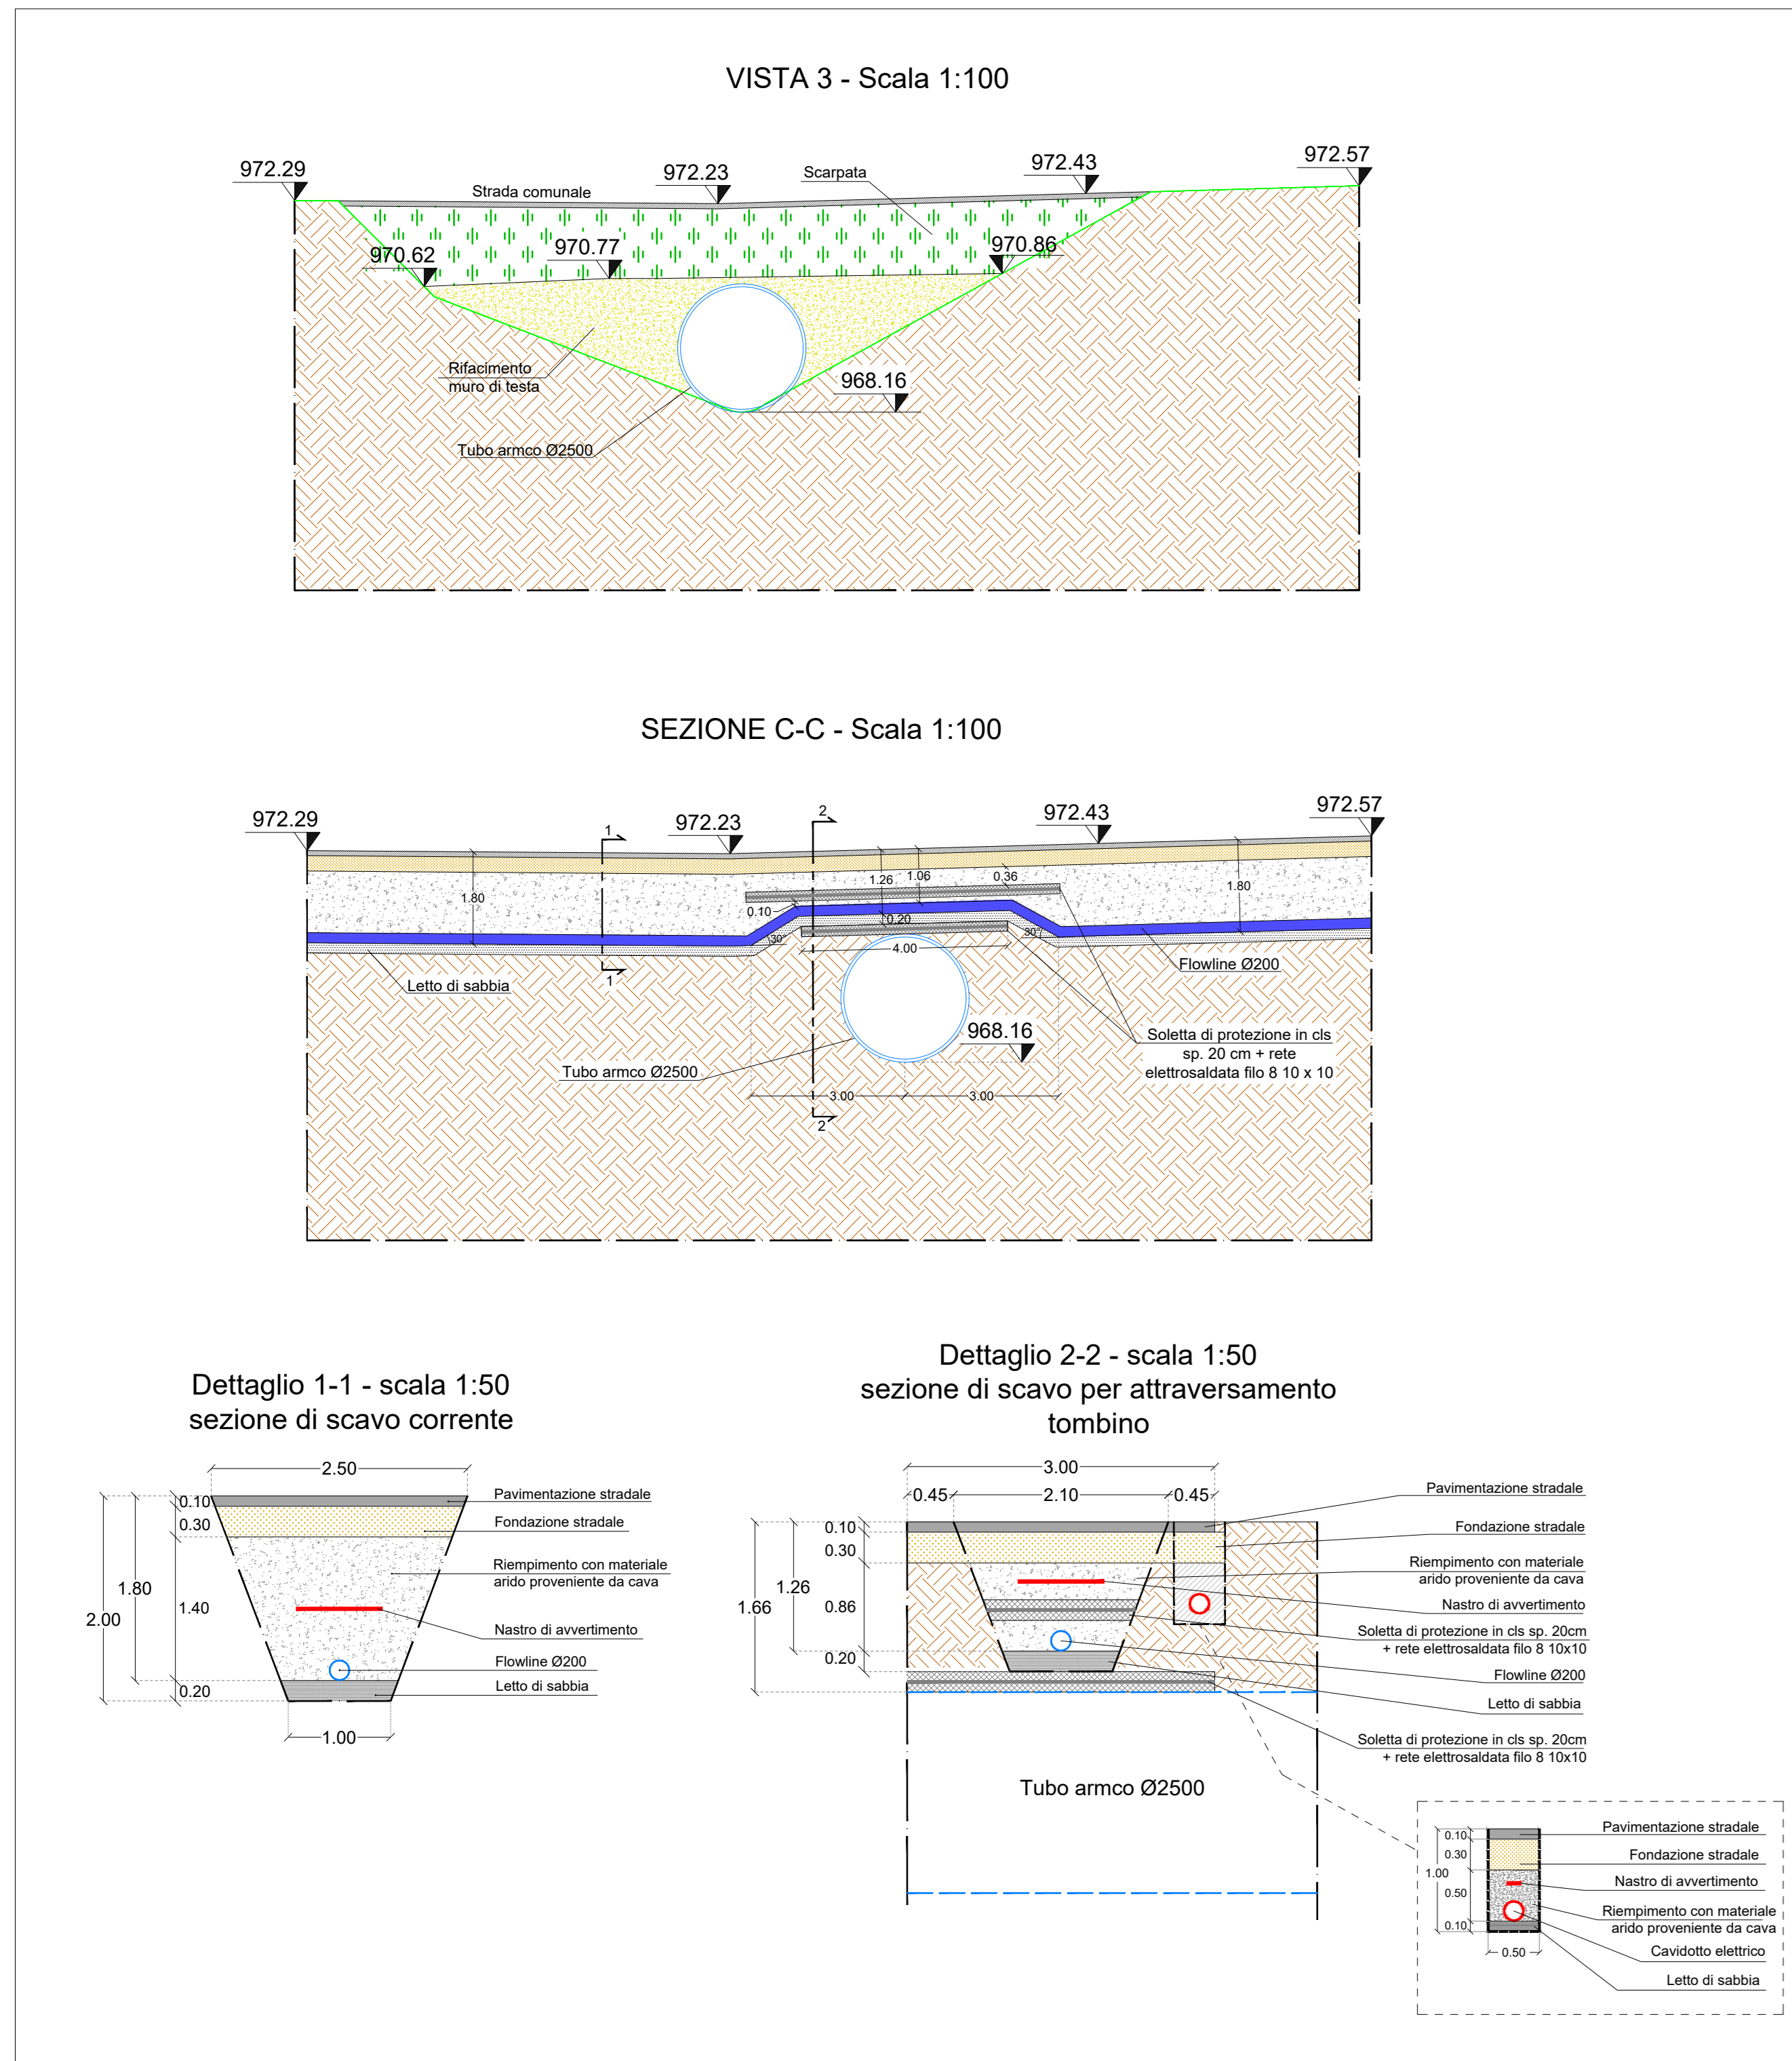 VISTA 3 - Scala 1:100
972.29
972.23
972.43
972.57
Strada comunale
Scarpata
970.62
970.77
970.86
Rifacimento
muro di testa
968.16
Tubo armco Ø2500
SEZIONE C-C - Scala 1:100
972.29
972.23
972.43
972.57
1
2
1.80
1.26
1.06
0.36
1.80
0.10
0.20
30°
30°
4.00
Letto di sabbia
1
Flowline Ø200
968.16
Soletta di protezione in cls
sp. 20 cm + rete
elettrosaldata filo 8 10 x 10
Tubo armco Ø2500
3.00
3.00
2
Dettaglio 1-1 - scala 1:50
sezione di scavo corrente
2.50
0.10
0.30
1.80
2.00
1.40
0.20
1.00
Pavimentazione stradale
Fondazione stradale
Riempimento con materiale
arido proveniente da cava
Nastro di avvertimento
Flowline Ø200
Letto di sabbia
Dettaglio 2-2 - scala 1:50
sezione di scavo per attraversamento
tombino
3.00
0.45
2.10
0.45
0.10
0.30
1.26
1.66
0.86
0.20
Pavimentazione stradale
Fondazione stradale
Riempimento con materiale
arido proveniente da cava
Nastro di avvertimento
Soletta di protezione in cls sp. 20cm
+ rete elettrosaldata filo 8 10x10
Flowline Ø200
Letto di sabbia
Soletta di protezione in cls sp. 20cm
+ rete elettrosaldata filo 8 10x10
Tubo armco Ø2500
0.10
0.30
1.00
0.50
0.10
0.50
Pavimentazione stradale
Fondazione stradale
Nastro di avvertimento
Riempimento con materiale
arido proveniente da cava
Cavidotto elettrico
Letto di sabbia